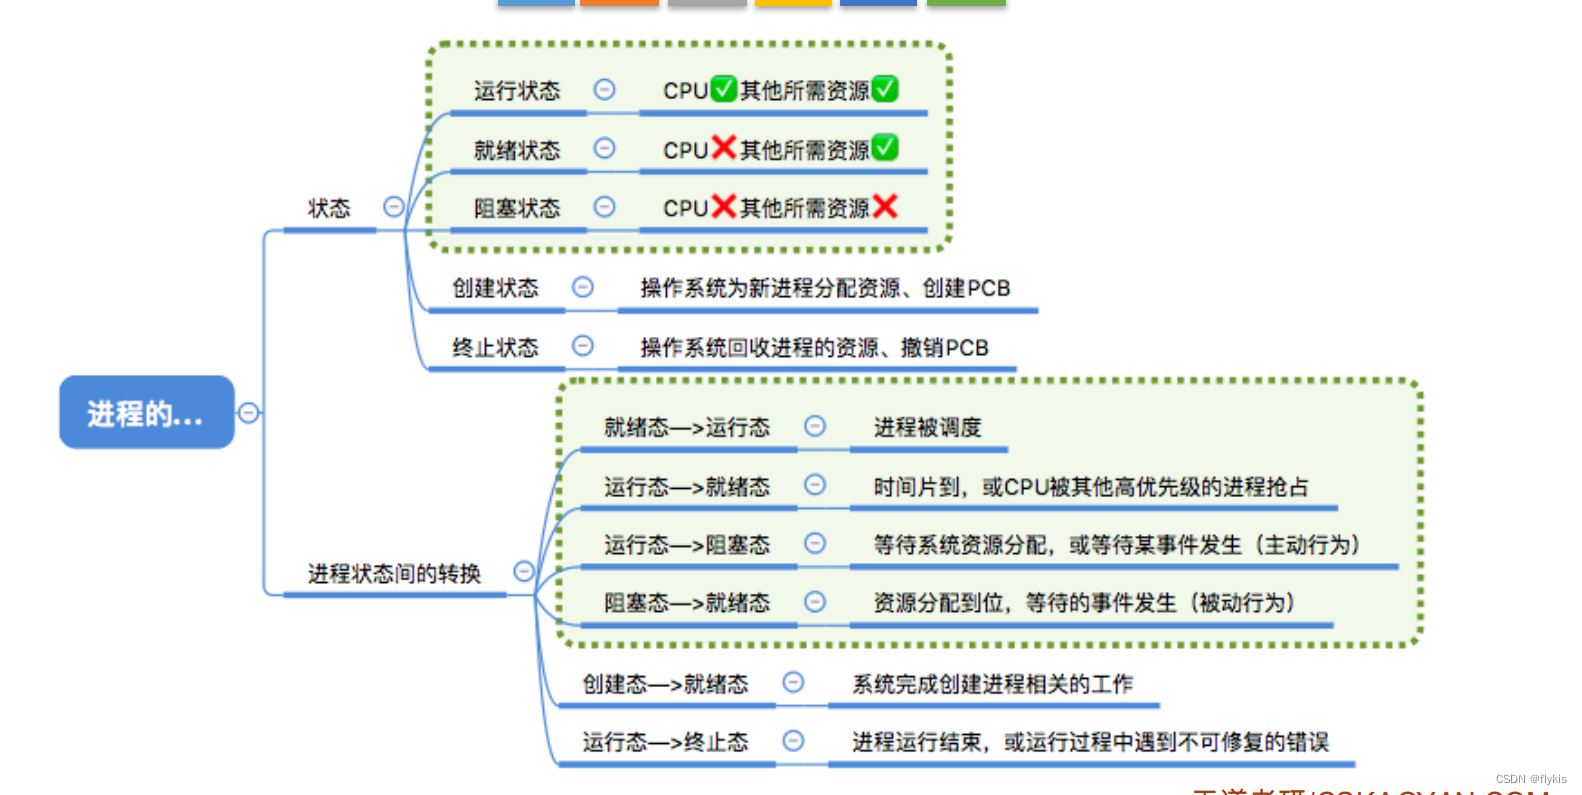 运行状态 CPU✅其他所需资源✅
就绪状态 CPU❌其他所需资源✅
状态 阻塞状态 CPU❌其他所需资源❌
创建状态 操作系统为新进程分配资源、创建PCB
终止状态 操作系统回收进程的资源、撤销PCB
进程的...
就绪态—>运行态 进程被调度
运行态—>就绪态 时间片到，或CPU被其他高优先级的进程抢占
运行态—>阻塞态 等待系统资源分配，或等待某事件发生（主动行为）
进程状态间的转换
阻塞态—>就绪态 资源分配到位，等待的事件发生（被动行为）
创建态—>就绪态 系统完成创建进程相关的工作
运行态—>终止态 进程运行结束，或运行过程中遇到不可修复的错误
CSDN @flykis